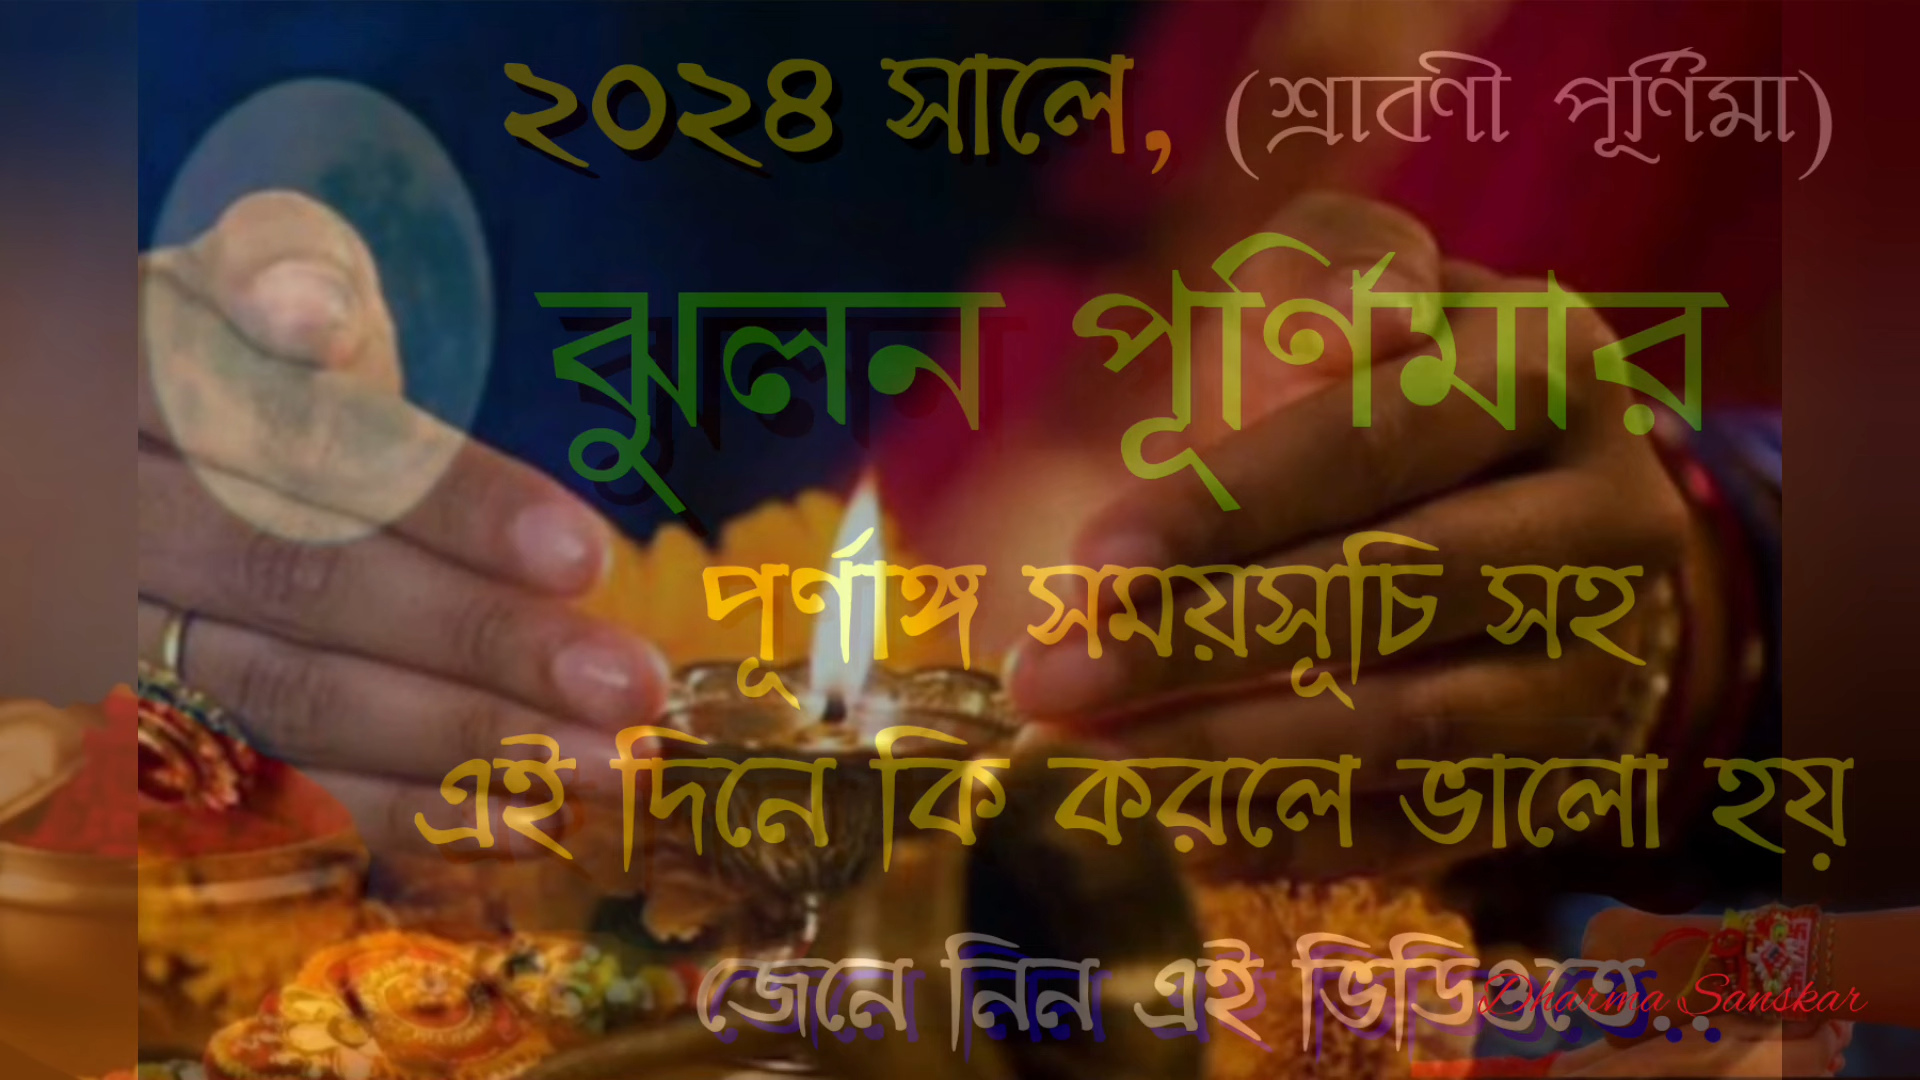 ২০২৪ সালে, (শ্রাবণী পূর্ণিমা)
ঝুলন পূর্ণিমার
পূর্ণাঙ্গ সময়সূচি সহ
এই দিনে কি করলে ভালো হয়
জেনে নিন এই ভিডিওতে..
Dharma Sanskar